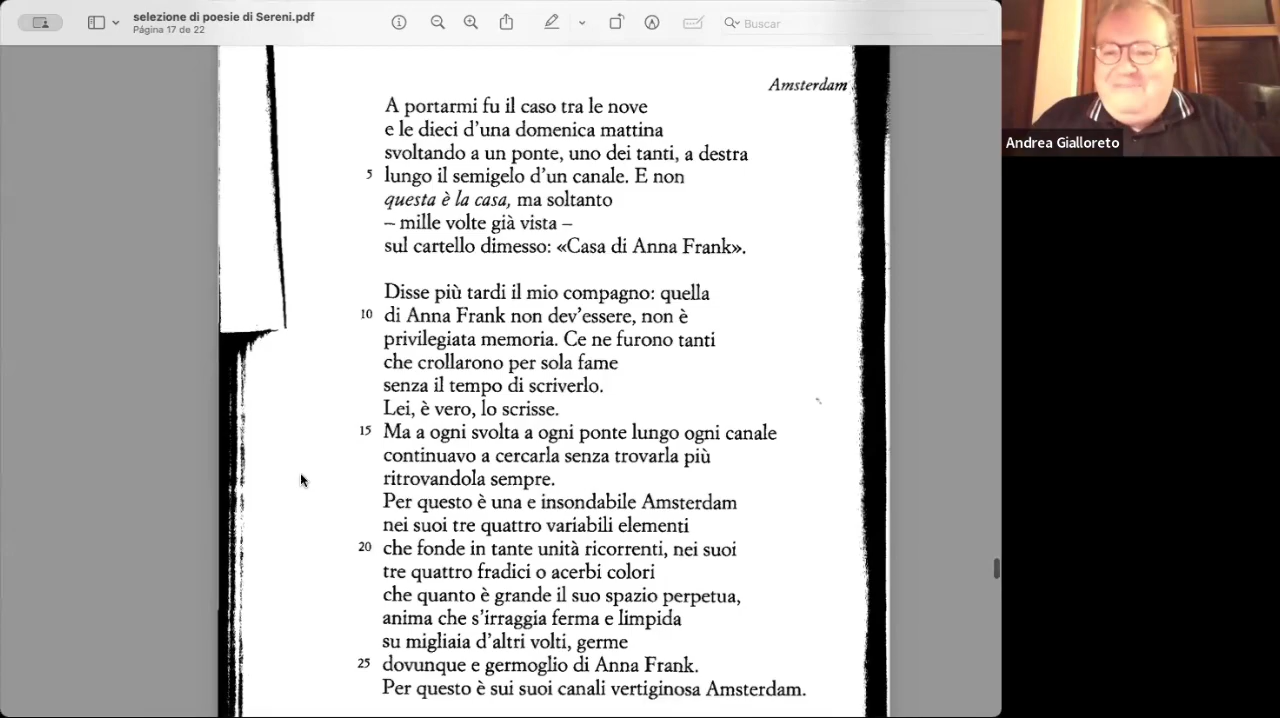 selezione di poesie di Sereni.pdf
Página 17 de 22
Buscar
Andrea Gialloreto
Amsterdam
A portarmi fu il caso tra le nove
e le dieci d'una domenica mattina
svoltando a un ponte, uno dei tanti, a destra
5 lungo il semigelo d'un canale. E non
questa è la casa, ma soltanto
– mille volte già vista –
sul cartello dimesso: «Casa di Anna Frank».
Disse più tardi il mio compagno: quella
10 di Anna Frank non dev'essere, non è
privilegiata memoria. Ce ne furono tanti
che crollarono per sola fame
senza il tempo di scriverlo.
Lei, è vero, lo scrisse.
15 Ma a ogni svolta a ogni ponte lungo ogni canale
continuavo a cercarla senza trovarla più
ritrovandola sempre.
Per questo è una e insondabile Amsterdam
nei suoi tre quattro variabili elementi
20 che fonde in tante unità ricorrenti, nei suoi
tre quattro fradici o acerbi colori
che quanto è grande il suo spazio perpetua,
anima che s'irraggia ferma e limpida
su migliaia d'altri volti, germe
25 dovunque e germoglio di Anna Frank.
Per questo è sui suoi canali vertiginosa Amsterdam.